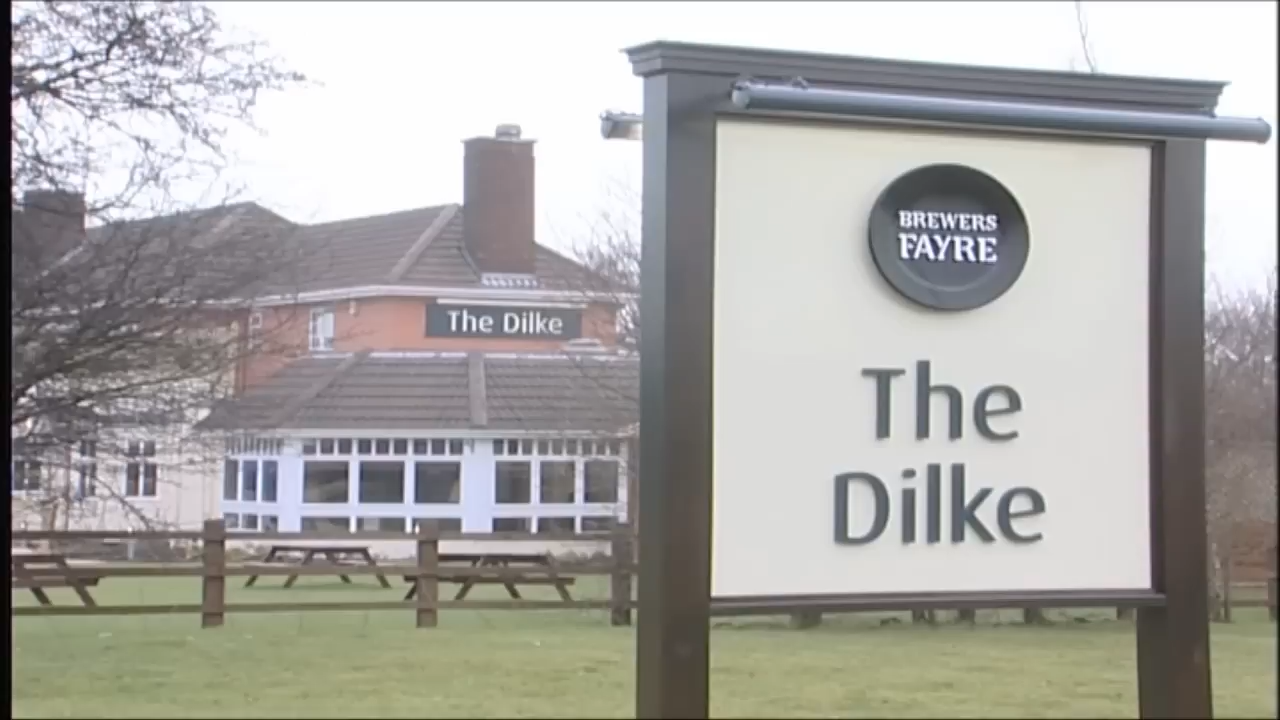 The Dilke
BREWERS
FAYRE
The
Dilke